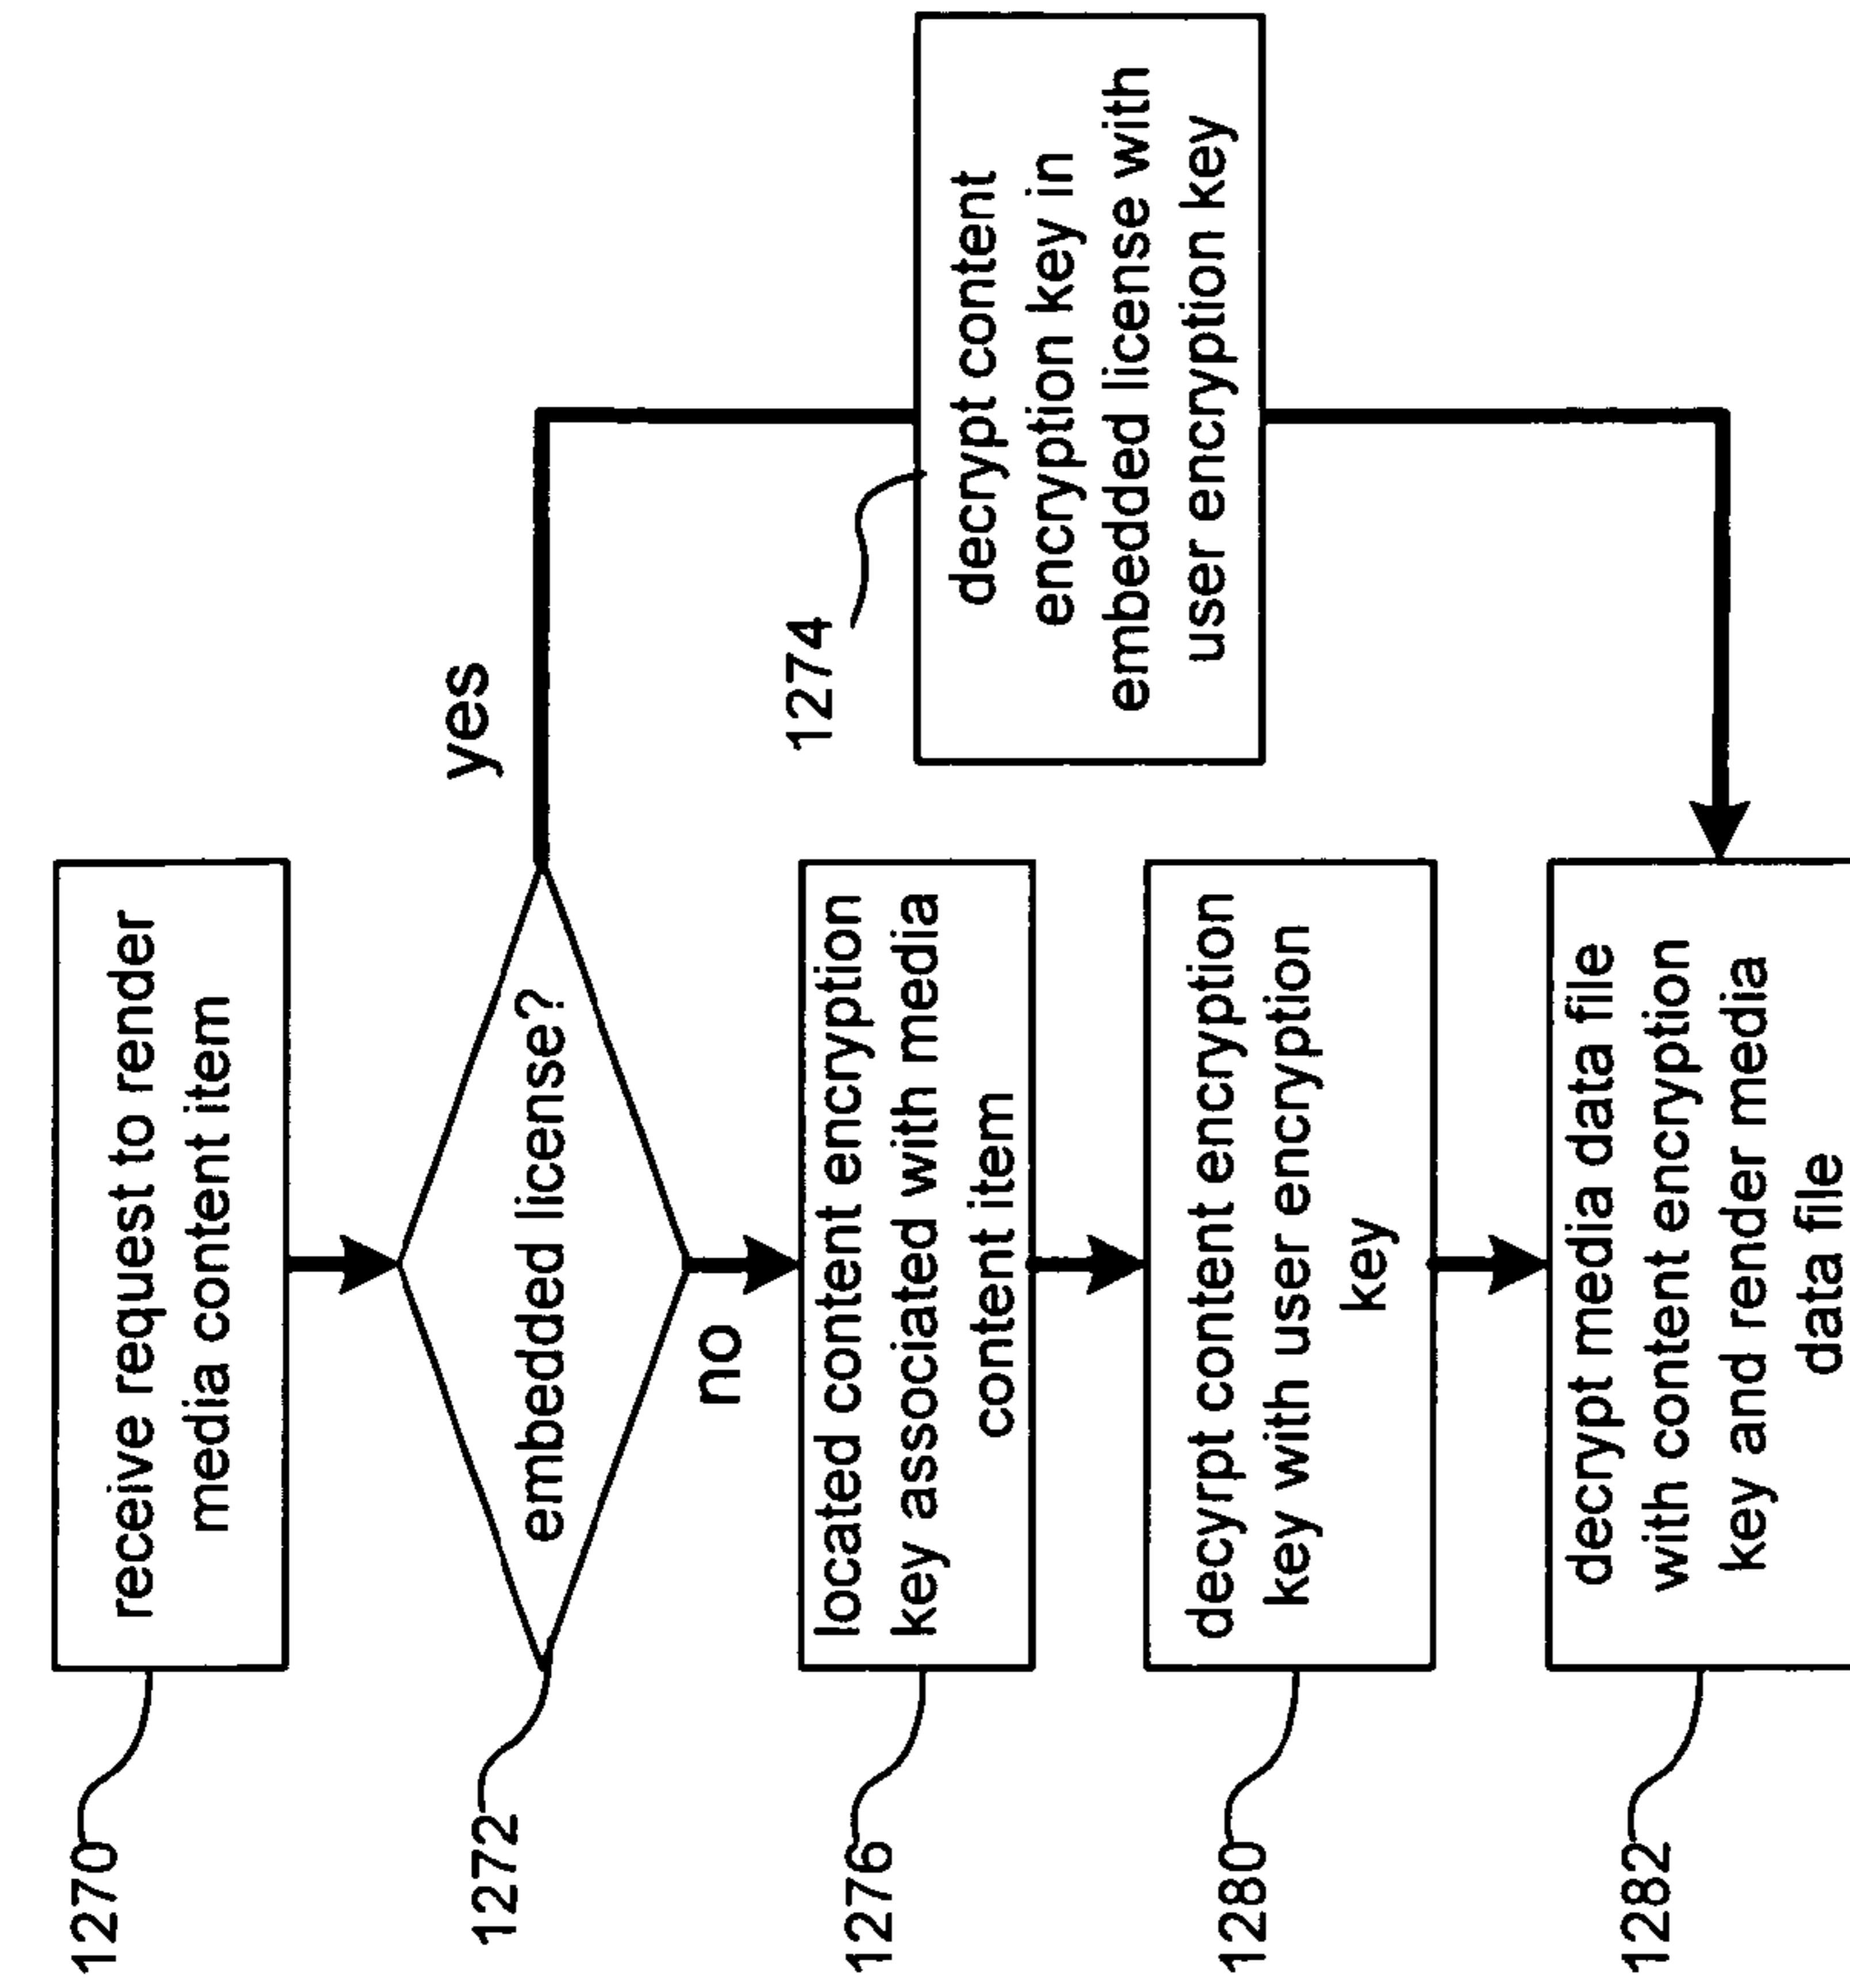 1270
receive request to render
media content item
1272
embedded license?
yes
no
1274
decrypt content
encryption key in
embedded license with
user encryption key
1276
located content encryption
key associated with media
content item
1280
decyrpt content encryption
key with user encryption
key
1282
decrypt media data file
with content encryption
key and render media
data file